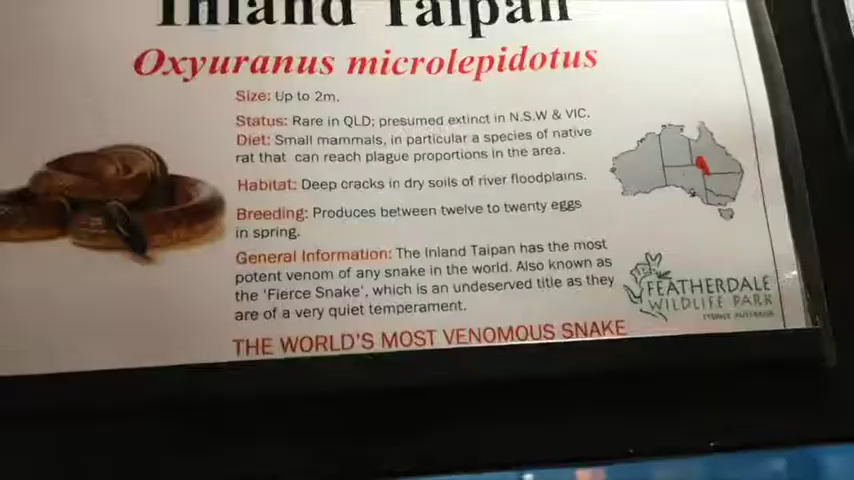 Inland Taipan
Oxyuranus microlepidotus
Size: Up to 2m.
Status: Rare in QLD; presumed extinct in N.S.W & VIC.
Diet: Small mammals, in particular a species of native
rat that can reach plague proportions in the area.
Habitat: Deep cracks in dry soils of river floodplains.
Breeding: Produces between twelve to twenty eggs
in spring.
General Information: The Inland Taipan has the most
potent venom of any snake in the world. Also known as
the 'Fierce Snake', which is an undeserved title as they
are of a very quiet temperament.
THE WORLD'S MOST VENOMOUS SNAKE
FEATHERDALE
WILDLIFE PARK
SYDNEY AUSTRALIA